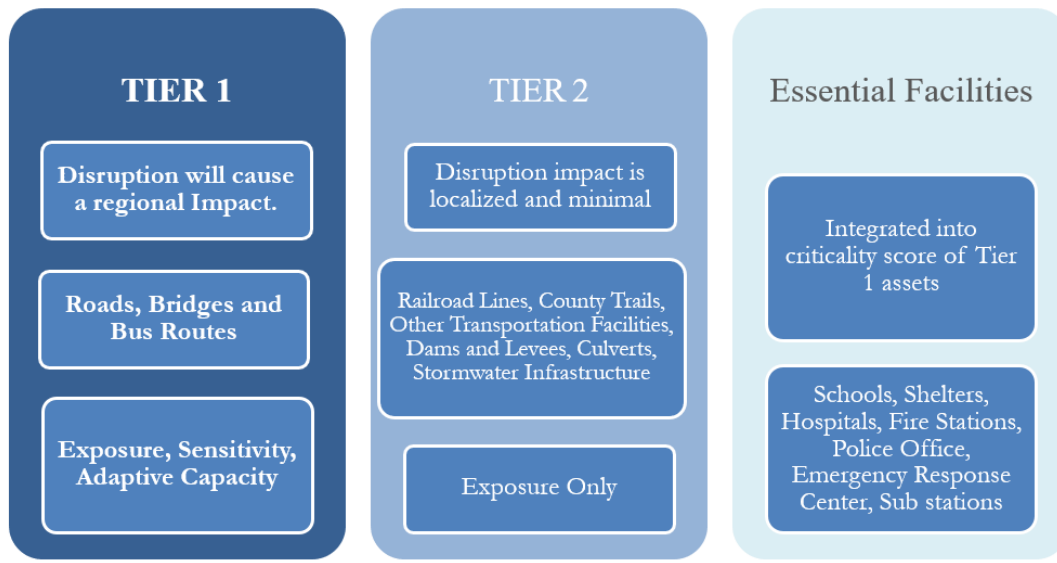 TIER 1
Disruption will cause
a regional Impact.
Roads, Bridges and
Bus Routes
Exposure, Sensitivity,
Adaptive Capacity
TIER 2
Disruption impact is
localized and minimal
Railroad Lines, County Trails,
Other Transportation Facilities,
Dams and Levees, Culverts,
Stormwater Infrastructure
Exposure Only
Essential Facilities
Integrated into
criticality score of Tier
1 assets
Schools, Shelters,
Hospitals, Fire Stations,
Police Office,
Emergency Response
Center, Sub stations